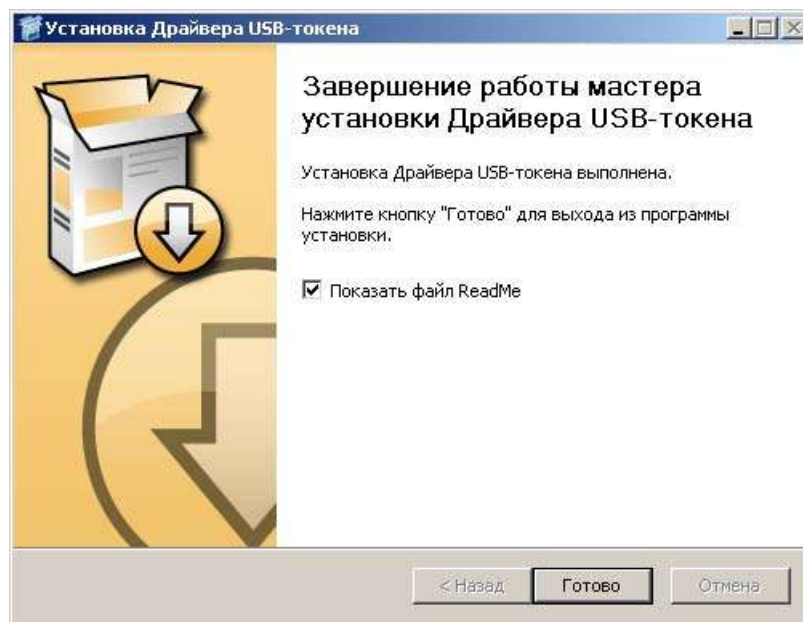 Установка Драйвера USB-токена
Завершение работы мастера
установки Драйвера USB-токена
Установка Драйвера USB-токена выполнена.
Нажмите кнопку "Готово" для выхода из программы
установки.
Показать файл ReadMe
< Назад
Готово
Отмена